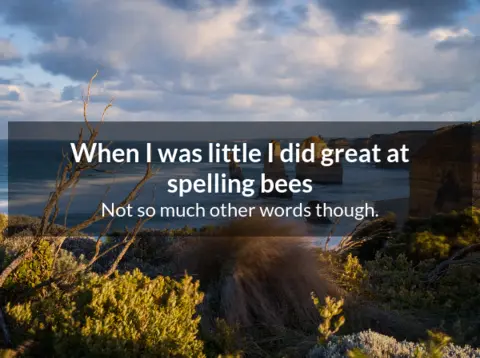 When I was little I did great at
spelling bees
Not so much other words though.